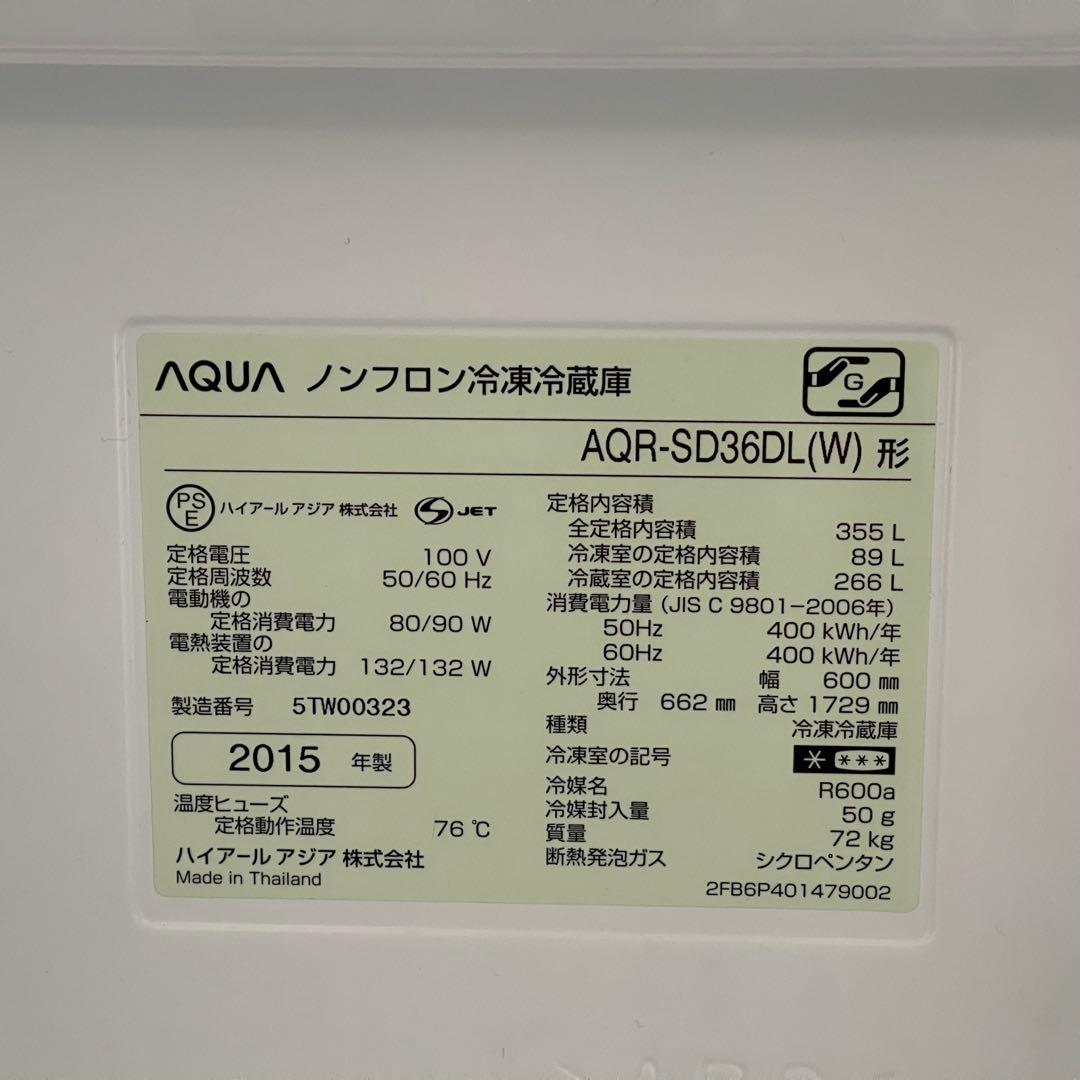 AQUA ノンフロン冷凍冷蔵庫
G
AQR-SD36DL(W) 形
PSE ハイアール アジア 株式会社 S JET
定格電圧 100 V
定格周波数 50/60 Hz
電動機の
定格消費電力 80/90 W
電熱装置の
定格消費電力 132/132 W
製造番号 5TW00323
2015 年製
温度ヒューズ
定格動作温度 76 ℃
ハイアール アジア 株式会社
Made in Thailand
定格内容積
全定格内容積 355 L
冷凍室の定格内容積 89 L
冷蔵室の定格内容積 266 L
消費電力量 (JIS C 9801-2006年)
50Hz 400 kWh/年
60Hz 400 kWh/年
外形寸法 幅 600 ㎜
奥行 662 ㎜ 高さ 1729 ㎜
種類 冷凍冷蔵庫
冷凍室の記号 * ***
冷媒名 R600a
冷媒封入量 50 g
質量 72 kg
断熱発泡ガス シクロペンタン
2FB6P401479002